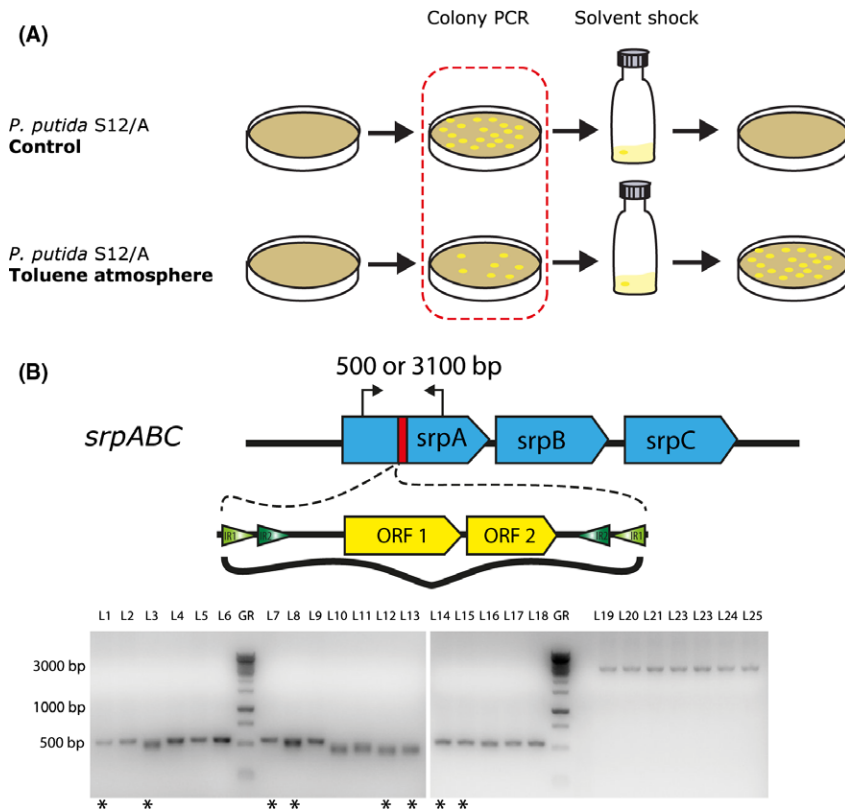 (A)
Colony PCR
Solvent shock
P. putida S12/A
Control
P. putida S12/A
Toluene atmosphere
(B)
500 or 3100 bp
srpABC
srpA
srpB
srpC
IR1
IR2
ORF 1
ORF 2
IR2
IR1
L1 L2 L3 L4 L5 L6 GR L7 L8 L9 L10 L11 L12 L13 L14 L15 L16 L17 L18 GR L19 L20 L21 L23 L23 L24 L25
3000 bp
1000 bp
500 bp
* * * * * * * *